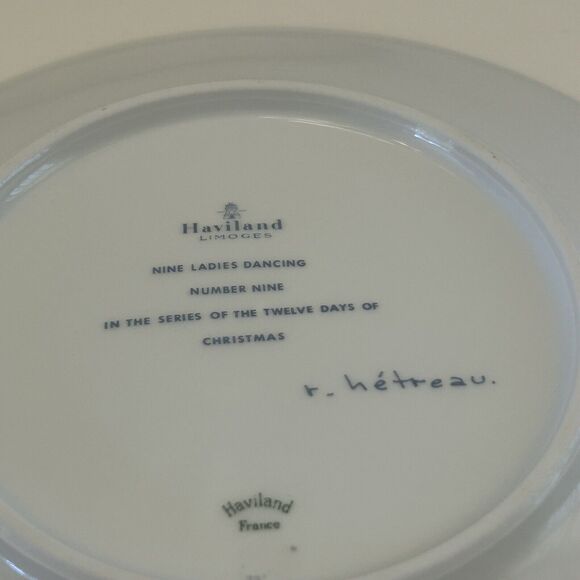 Haviland
LIMOGES
NINE LADIES DANCING
NUMBER NINE
IN THE SERIES OF THE TWELVE DAYS OF
CHRISTMAS
r. hétreau.
Haviland
France